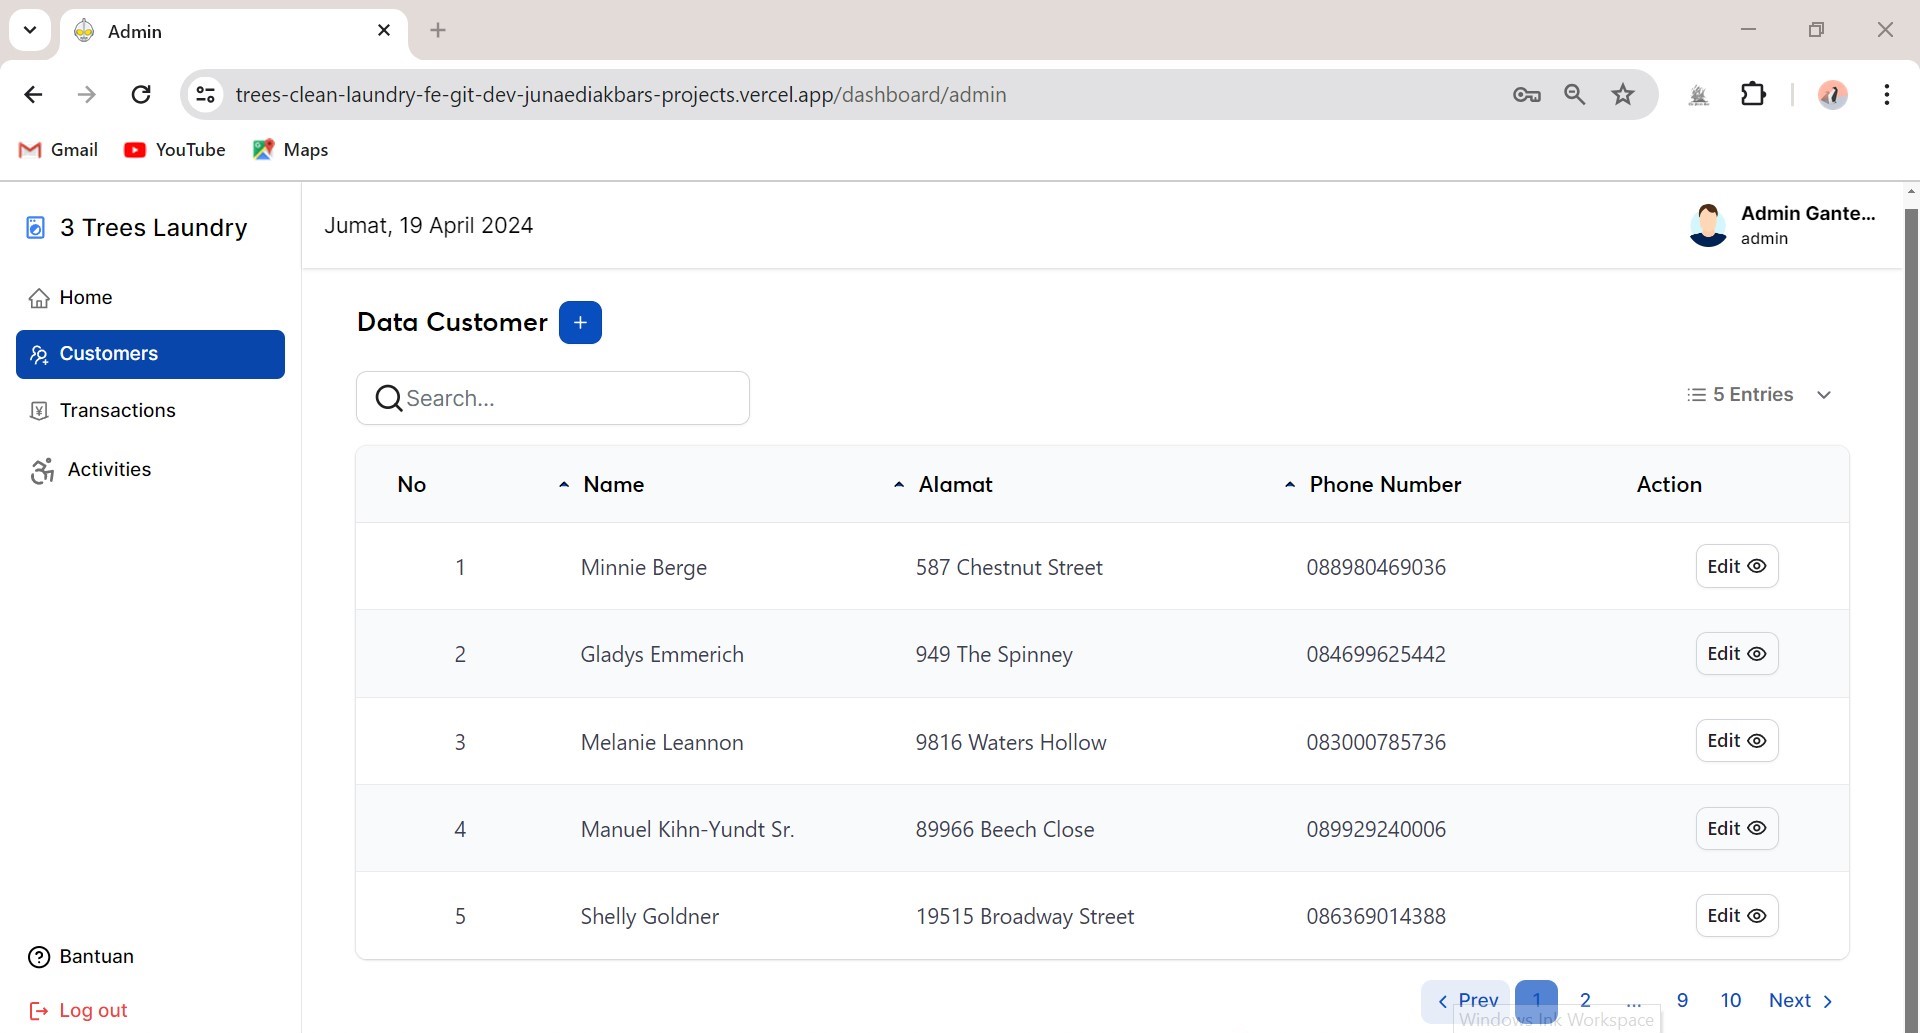 Admin
trees-clean-laundry-fe-git-dev-junaediakbars-projects.vercel.app/dashboard/admin
Gmail YouTube Maps
3 Trees Laundry
Home
Customers
Transactions
Activities
Bantuan
Log out
Jumat, 19 April 2024
Admin Gante...
admin
Data Customer +
Search...
5 Entries
No Name Alamat Phone Number Action
1 Minnie Berge 587 Chestnut Street 088980469036 Edit
2 Gladys Emmerich 949 The Spinney 084699625442 Edit
3 Melanie Leannon 9816 Waters Hollow 083000785736 Edit
4 Manuel Kihn-Yundt Sr. 89966 Beech Close 089929240006 Edit
5 Shelly Goldner 19515 Broadway Street 086369014388 Edit
Prev 1 2 ... 9 10 Next
Windows Ink Workspace